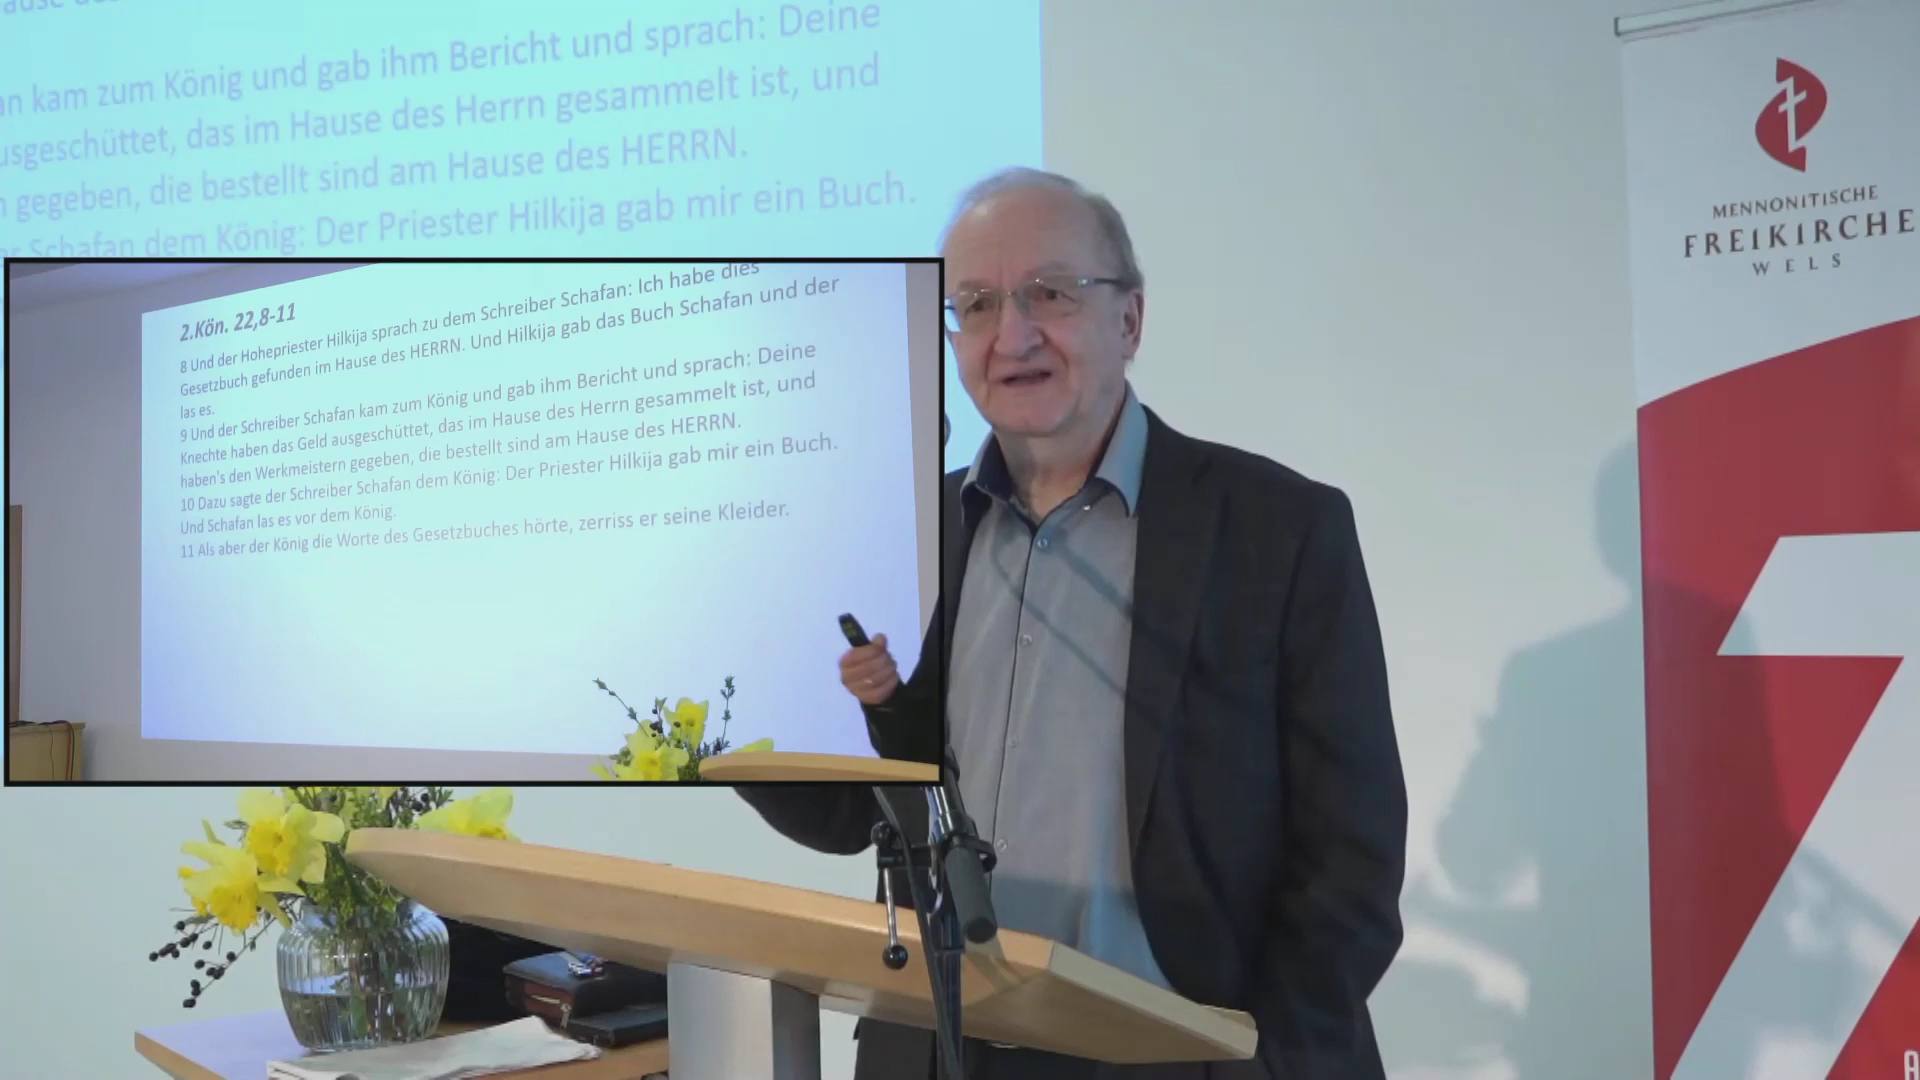 an kam zum König und gab ihm Bericht und sprach: Deine
usgeschüttet, das im Hause des Herrn gesammelt ist, und
n gegeben, die bestellt sind am Hause des HERRN.
er Schafan dem König: Der Priester Hilkija gab mir ein Buch.
2.Kön. 22,8-11
8 Und der Hohepriester Hilkija sprach zu dem Schreiber Schafan: Ich habe dies
Gesetzbuch gefunden im Hause des HERRN. Und Hilkija gab das Buch Schafan und der
las es.
9 Und der Schreiber Schafan kam zum König und gab ihm Bericht und sprach: Deine
Knechte haben das Geld ausgeschüttet, das im Hause des Herrn gesammelt ist, und
haben's den Werkmeistern gegeben, die bestellt sind am Hause des HERRN.
10 Dazu sagte der Schreiber Schafan dem König: Der Priester Hilkija gab mir ein Buch.
Und Schafan las es vor dem König.
11 Als aber der König die Worte des Gesetzbuches hörte, zerriss er seine Kleider.
MENNONITISCHE
FREIKIRCHE
WELS